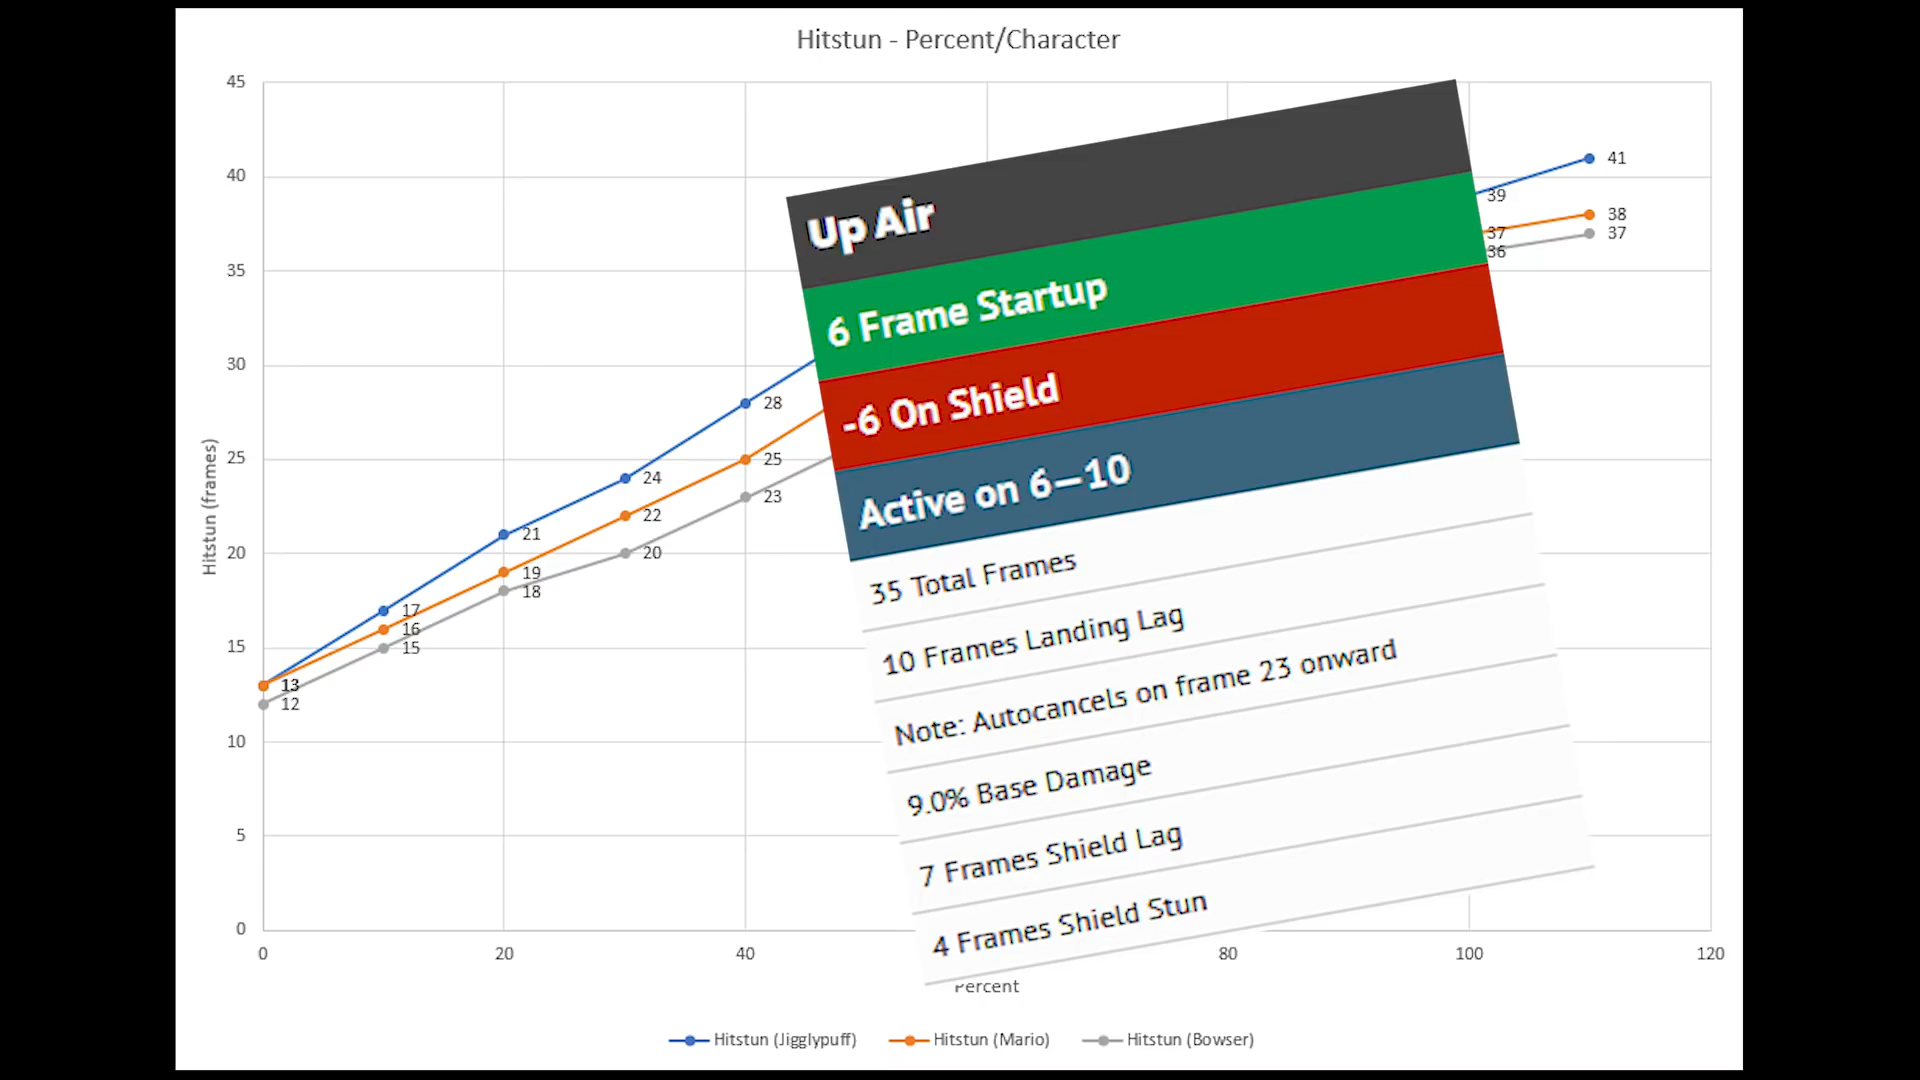 Hitstun - Percent/Character
45
40
35
30
25
20
15
10
5
0
Hitstun (frames)
13
12
17
16
15
21
19
18
24
22
20
28
25
23
39
37
36
41
38
37
Up Air
6 Frame Startup
-6 On Shield
Active on 6—10
35 Total Frames
10 Frames Landing Lag
Note: Autocancels on frame 23 onward
9.0% Base Damage
7 Frames Shield Lag
4 Frames Shield Stun
0
20
40
80
100
120
Percent
Hitstun (Jigglypuff)
Hitstun (Mario)
Hitstun (Bowser)